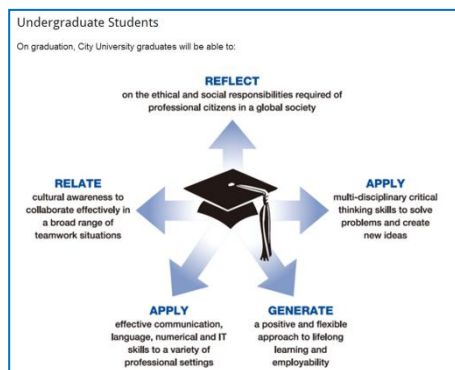 Undergraduate Students
On graduation, City University graduates will be able to:
REFLECT
on the ethical and social responsibilities required of
professional citizens in a global society
RELATE
cultural awareness to
collaborate effectively in
a broad range of
teamwork situations
APPLY
multi-disciplinary critical
thinking skills to solve
problems and create
new ideas
APPLY
effective communication,
language, numerical and IT
skills to a variety of
professional settings
GENERATE
a positive and flexible
approach to lifelong
learning and
employability